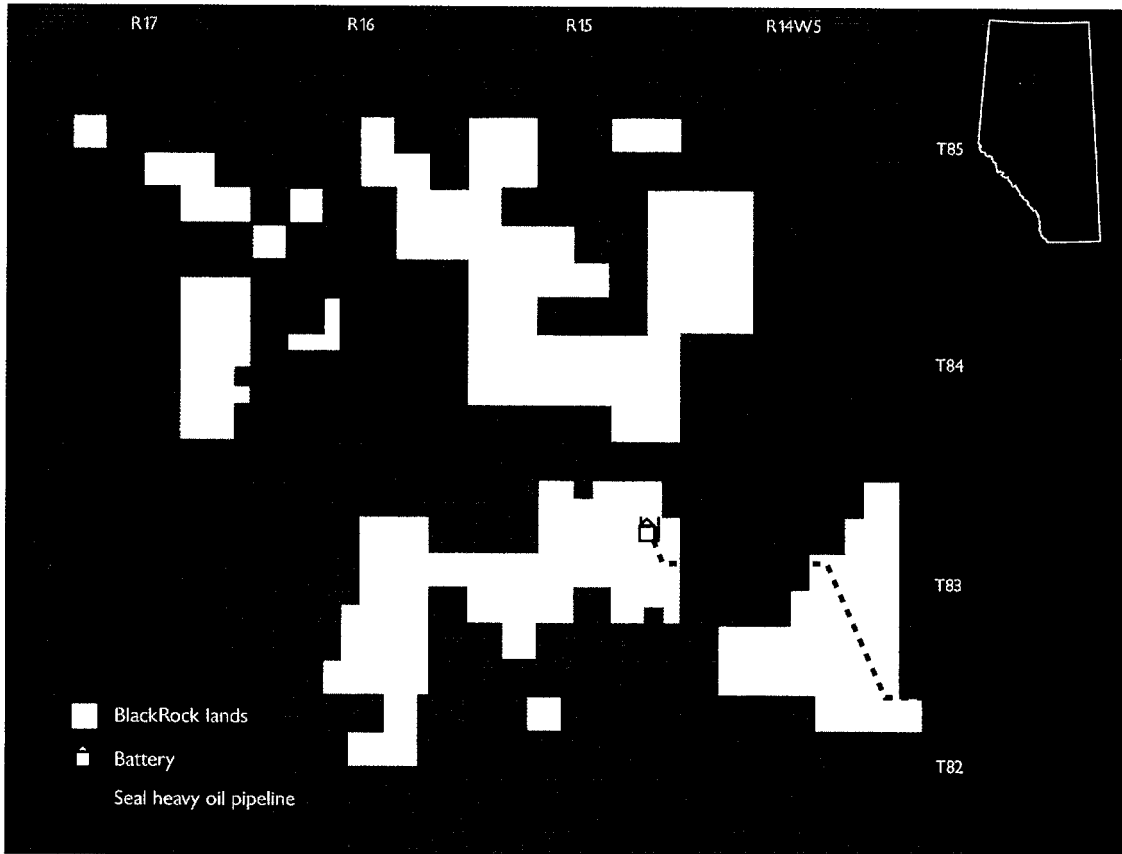 R17 R16 R15 R14W5
T85
T84
T83
T82
BlackRock lands
Battery
Seal heavy oil pipeline